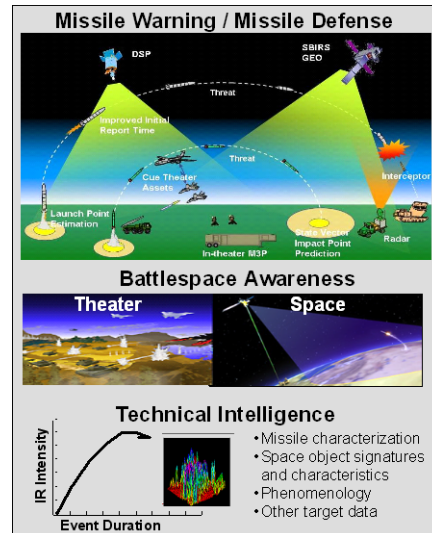 Missile Warning / Missile Defense
DSP
SBIRS
GEO
Threat
Improved Initial
Report Time
Threat
Cue Theater
Assets
Interceptor
Launch Point
Estimation
State Vector
Impact Point
Prediction
In-theater M3P
Radar
Battlespace Awareness
Theater
Space
Technical Intelligence
IR Intensity
Event Duration
•Missile characterization
•Space object signatures
and characteristics
•Phenomenology
•Other target data